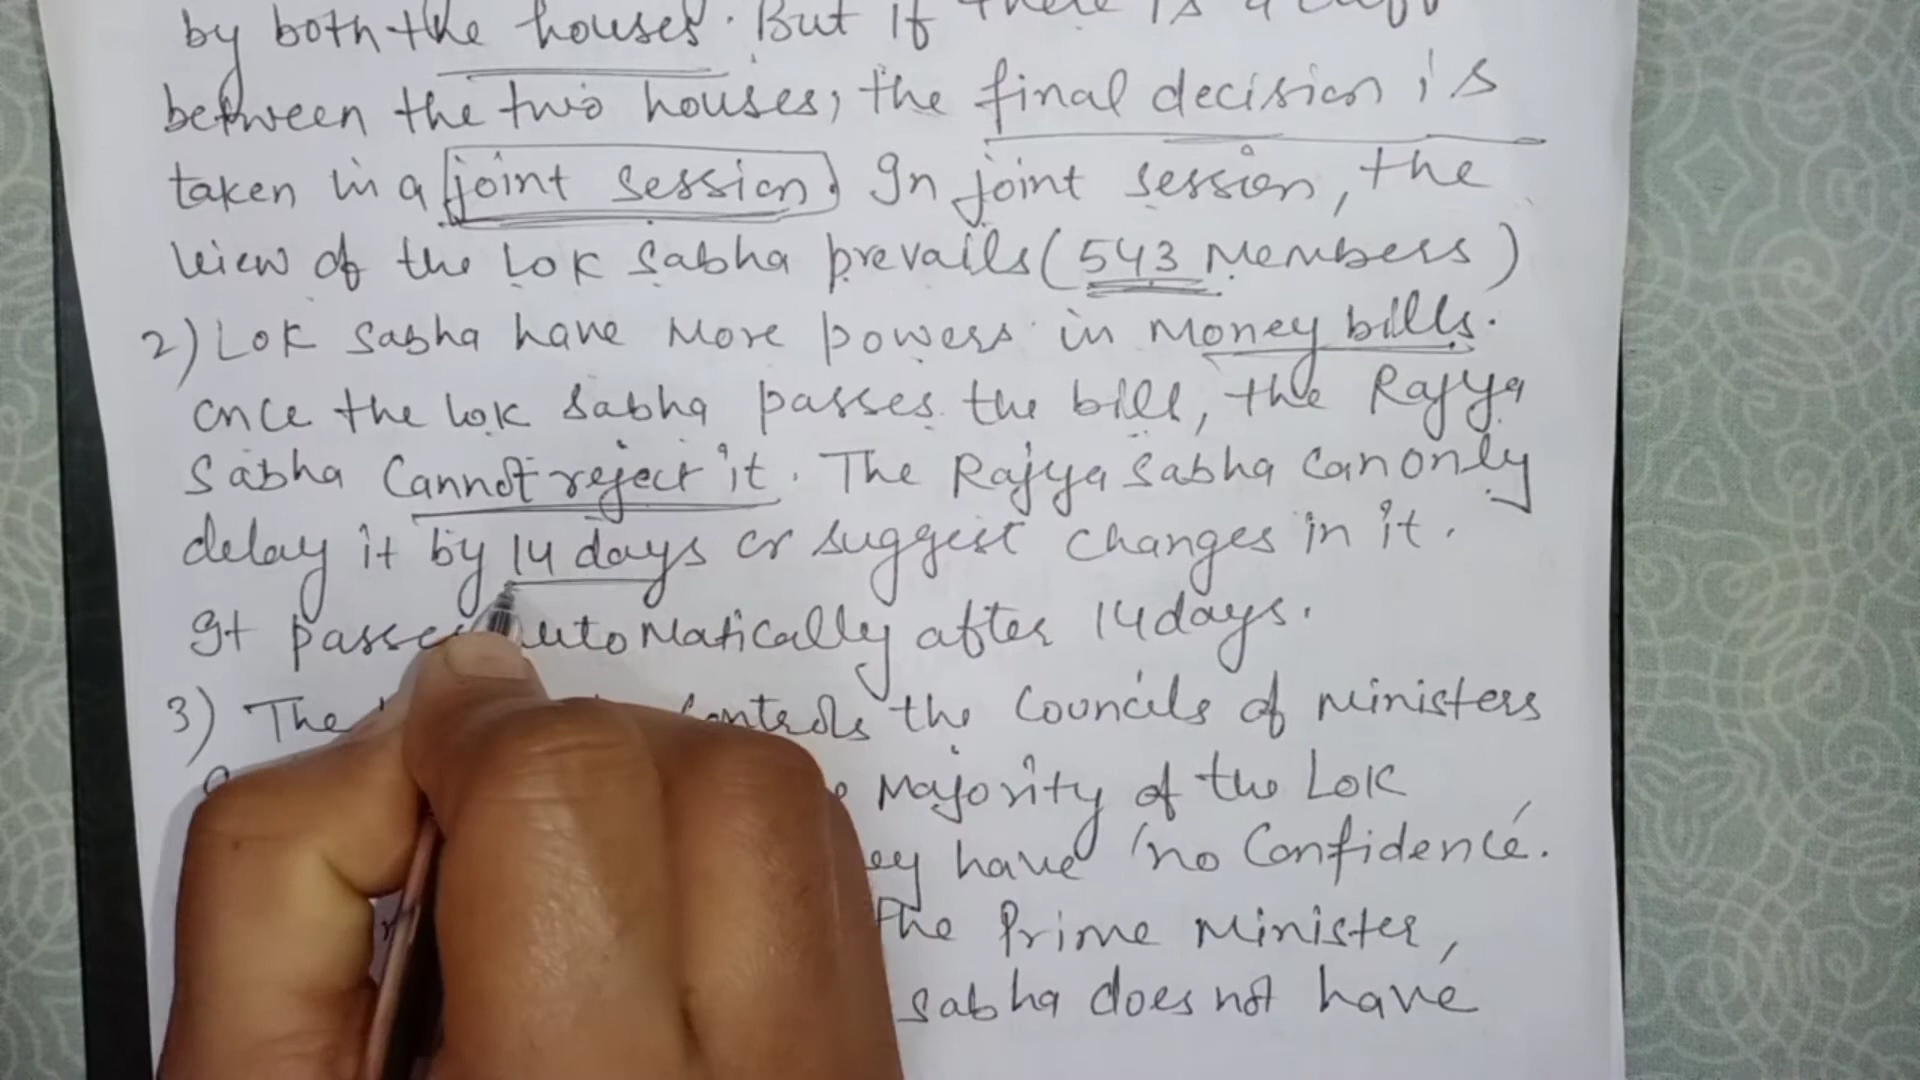 by both the houses. But if there is a
between the two houses, the final decision is
taken in a joint session. In joint session, the
view of the Lok Sabha prevails (543 Members)
2) Lok Sabha have More powers in Money bills.
once the Lok Sabha passes the bill, the Rajya
Sabha Cannot reject it. The Rajya Sabha can only
delay it by 14 days or suggest changes in it.
It passes automatically after 14 days.
3) The controls the Councils of Ministers
Majority of the Lok
have 'no Confidence.
The Prime Minister,
Sabha does not have